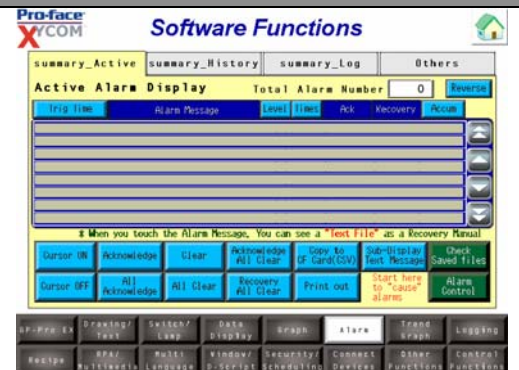 Pro-face
XYCOM
Software Functions
summary_Active summary_History summary_Log Others
Active Alarm Display Total Alarm Number 0 Reverse
Trig Time Alarm Message Level Times Ack Recovery Accum
* When you touch the Alarm Message, You can see a "Text File" as a Recovery Manual
Cursor ON Acknowledge Clear Acknowledge All Clear Copy to CF Card(CSV) Sub-Display Text Message Check Saved files
Cursor OFF All Acknowledge All Clear Recovery All Clear Print out Start here to "cause" alarms Alarm Control
GP-Pro EX Drawing/ Text Switch/ Lamp Data Display Graph Alarm Trend Graph Logging
Recipe RPA/ Multimedia Multi Language Window/ D-Script Security/ Scheduling Connect Devices Other Functions Control Functions